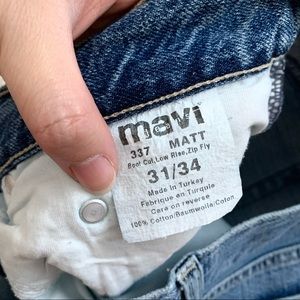 mavi
337 MATT
Boot Cut,Low Rise,Zip Fly
31/34
Made in Turkey
Fabrique en Turquie
Care on reverse
100% Cotton/Baumwolle/Coton